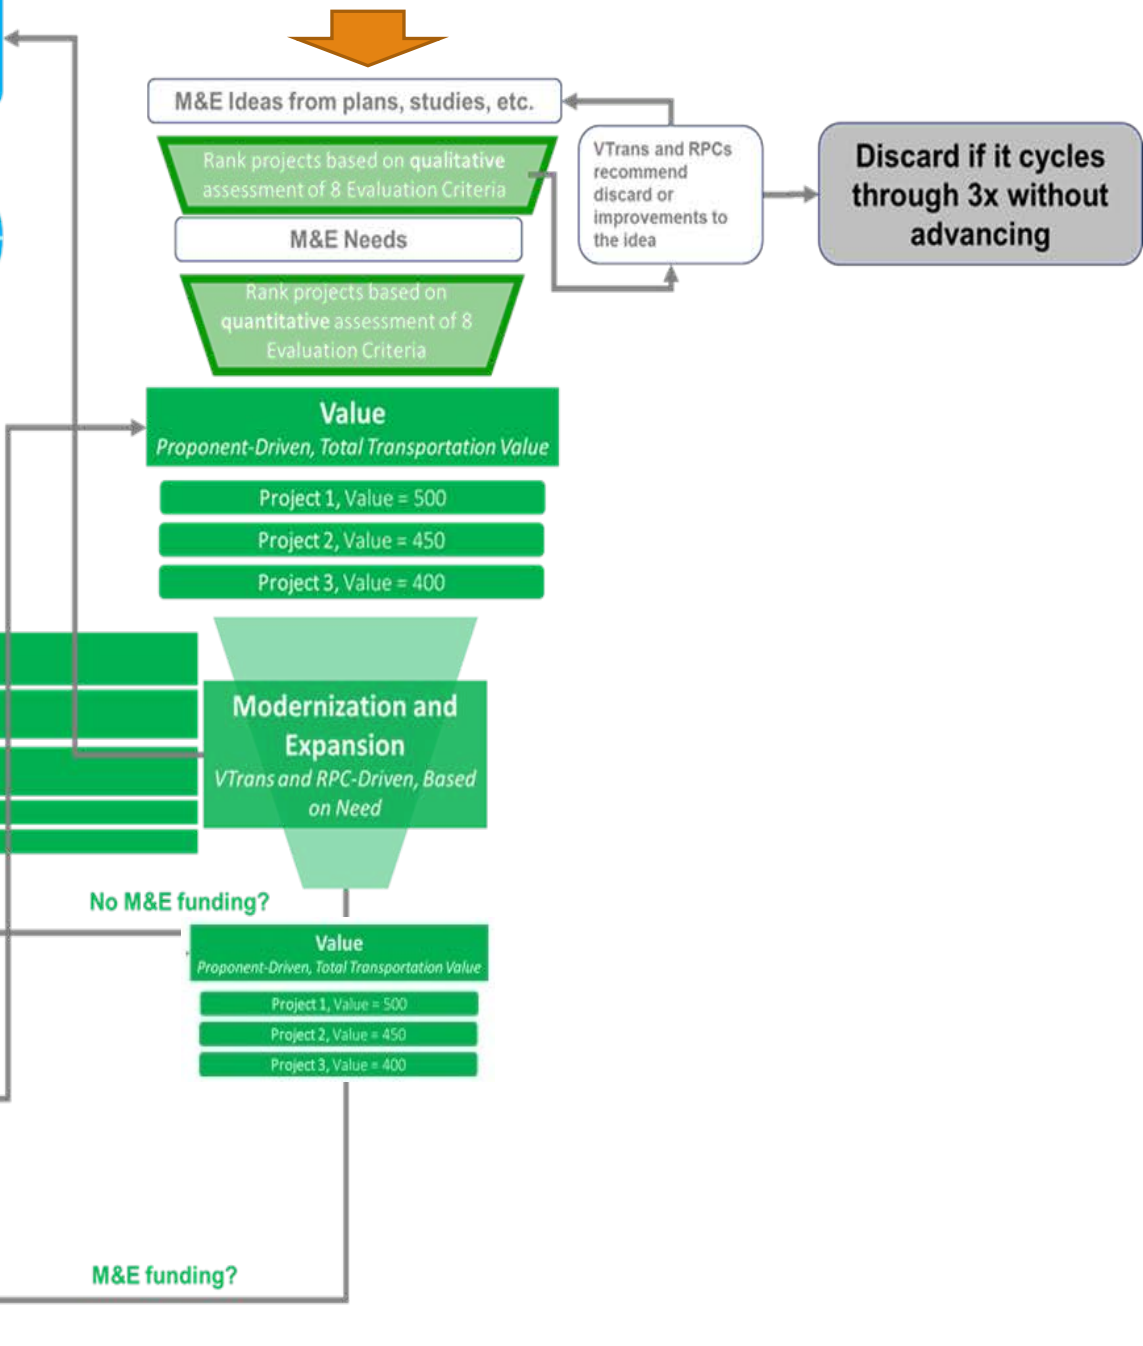 M&E Ideas from plans, studies, etc.
Rank projects based on qualitative
assessment of 8 Evaluation Criteria
VTrans and RPCs
recommend
discard or
improvements to
the idea
Discard if it cycles
through 3x without
advancing
M&E Needs
Rank projects based on
quantitative assessment of 8
Evaluation Criteria
Value
Proponent-Driven, Total Transportation Value
Project 1, Value = 500
Project 2, Value = 450
Project 3, Value = 400
Modernization and
Expansion
VTrans and RPC-Driven, Based
on Need
No M&E funding?
Value
Proponent-Driven, Total Transportation Value
Project 1, Value = 500
Project 2, Value = 450
Project 3, Value = 400
M&E funding?